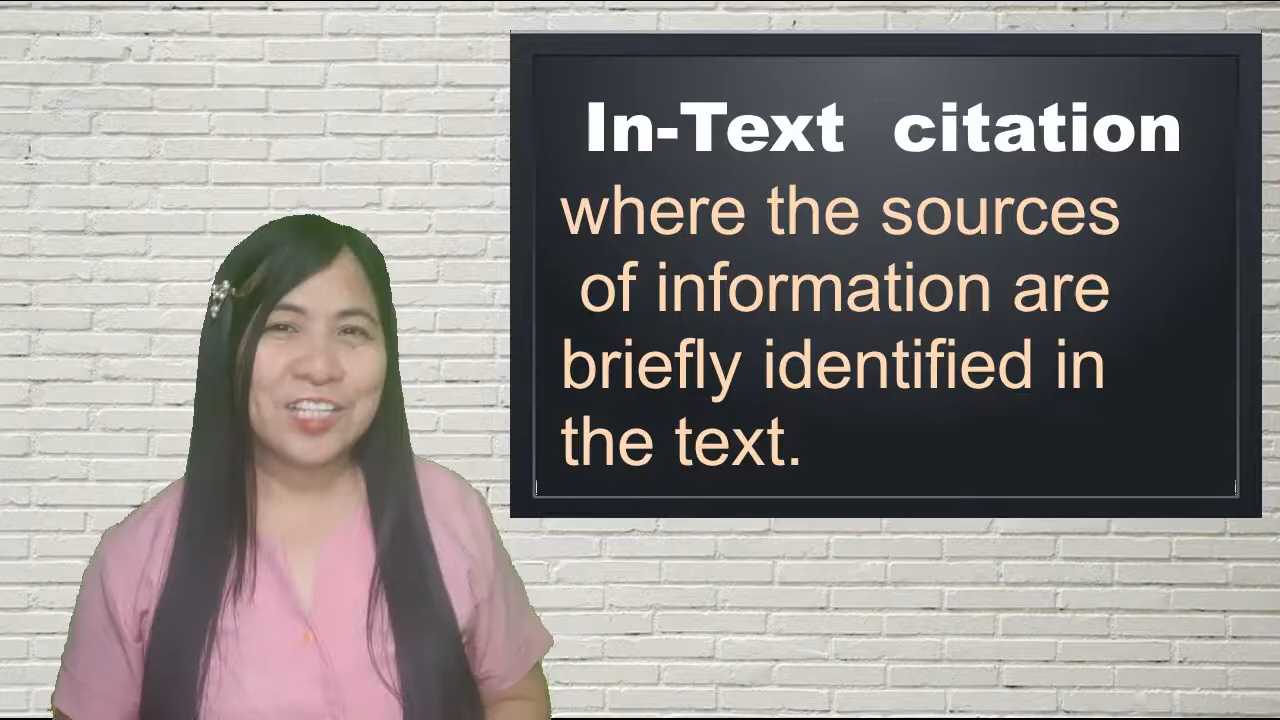 In-Text citation
where the sources
of information are
briefly identified in
the text.